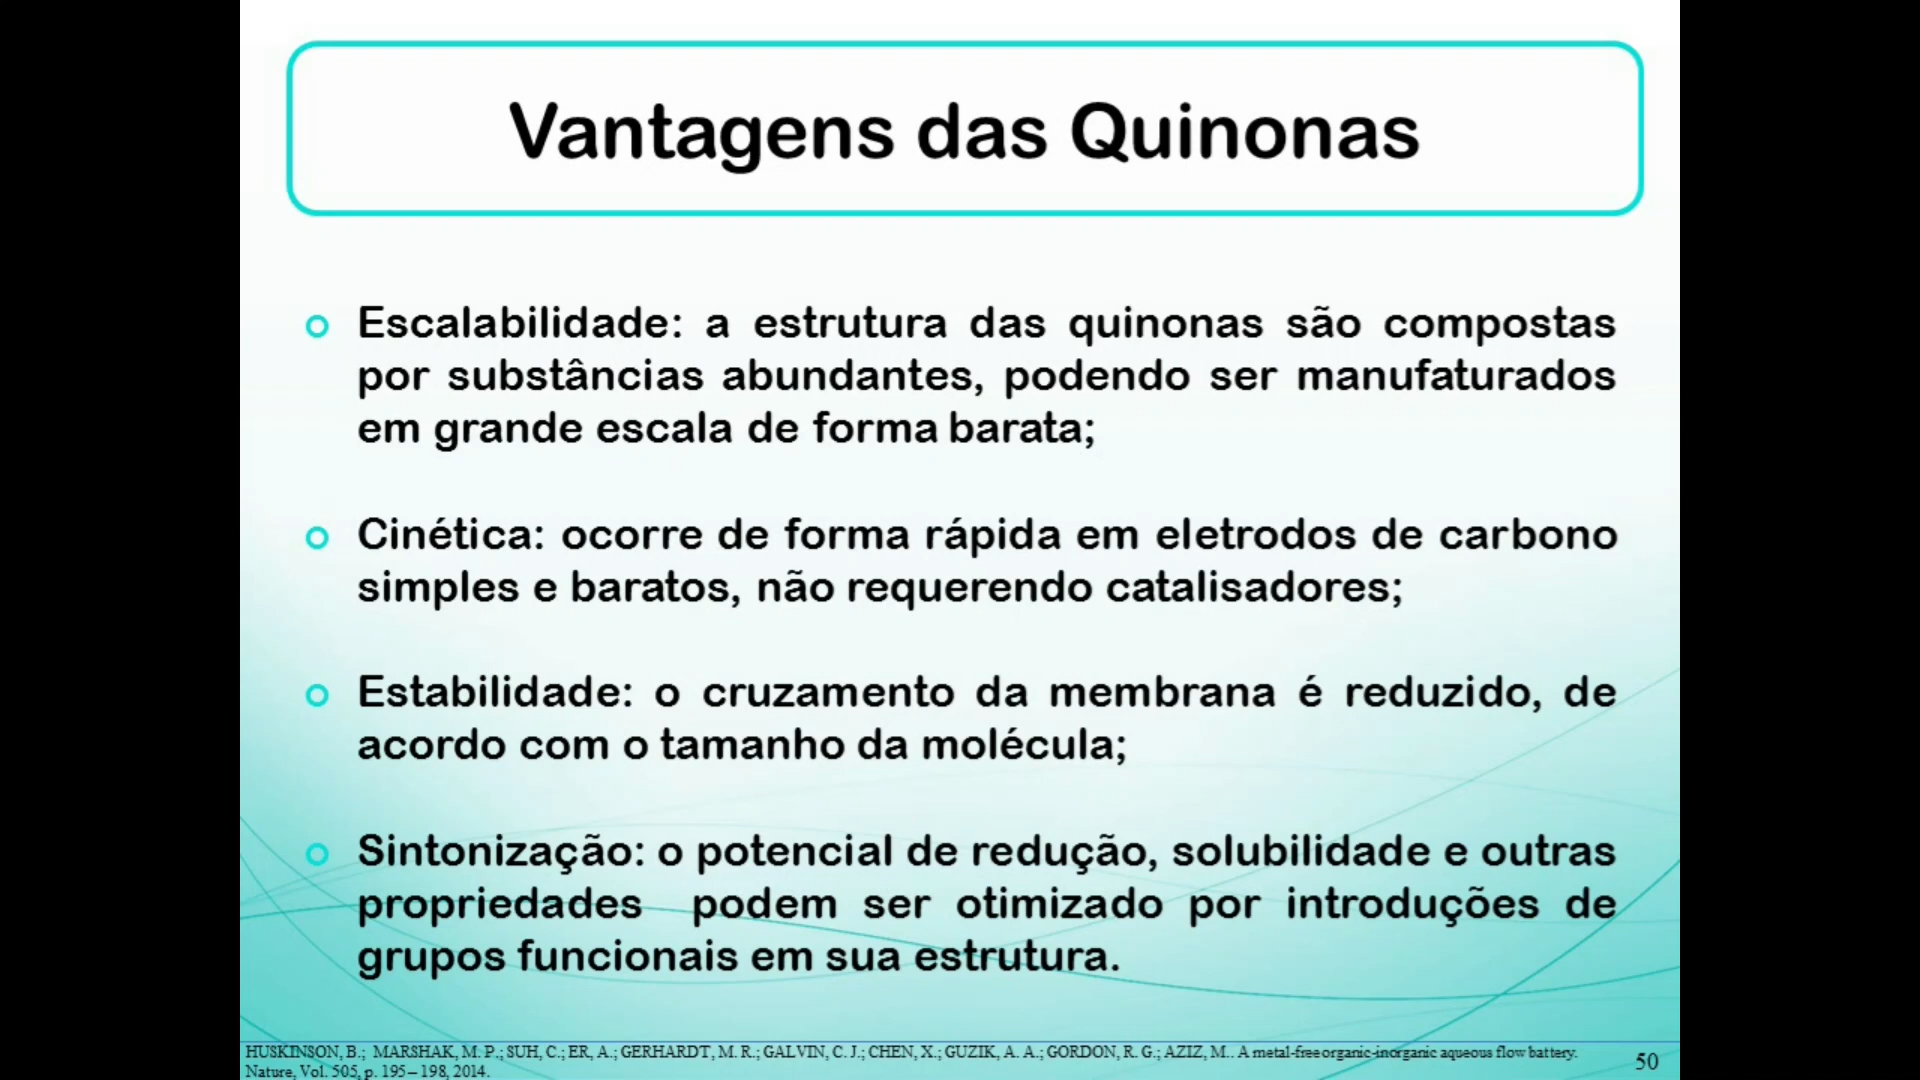 Vantagens das Quinonas
Escalabilidade: a estrutura das quinonas são compostas
por substâncias abundantes, podendo ser manufaturados
em grande escala de forma barata;
Cinética: ocorre de forma rápida em eletrodos de carbono
simples e baratos, não requerendo catalisadores;
Estabilidade: o cruzamento da membrana é reduzido, de
acordo com o tamanho da molécula;
Sintonização: o potencial de redução, solubilidade e outras
propriedades podem ser otimizado por introduções de
grupos funcionais em sua estrutura.
HUSKINSON, B.; MARSHAK, M. P.; SUH, C.; ER, A.; GERHARDT, M. R.; GALVIN, C. J.; CHEN, X.; GUZIK, A. A.; GORDON, R. G.; AZIZ, M.. A metal-free organic-inorganic aqueous flow battery.
Nature, Vol. 505, p. 195 – 198, 2014.
50